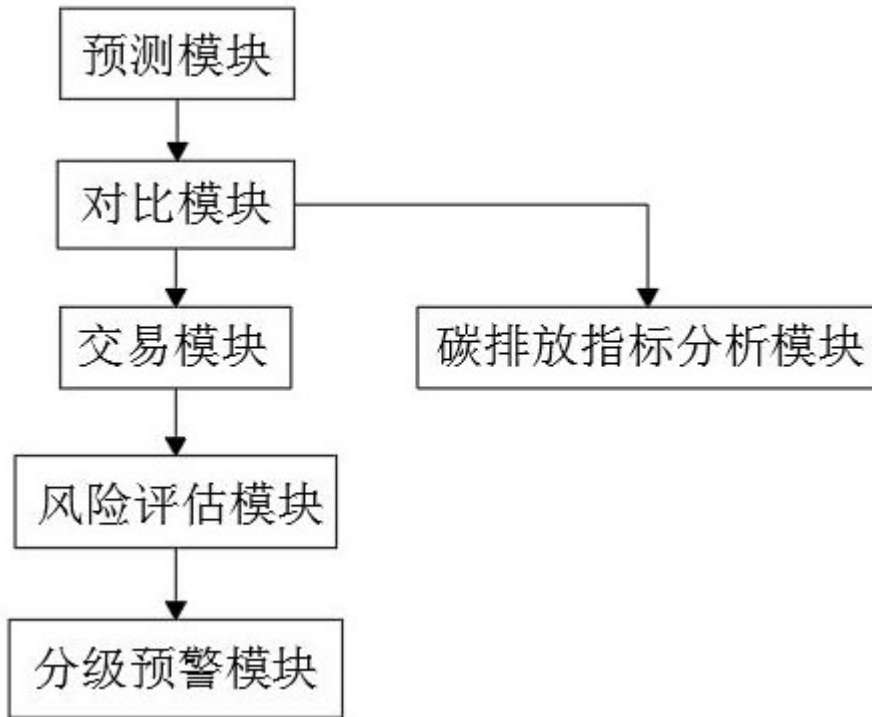 预测模块
对比模块
交易模块
碳排放指标分析模块
风险评估模块
分级预警模块